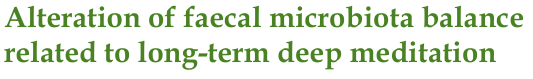 Alteration of faecal microbiota balance
related to long-term deep meditation